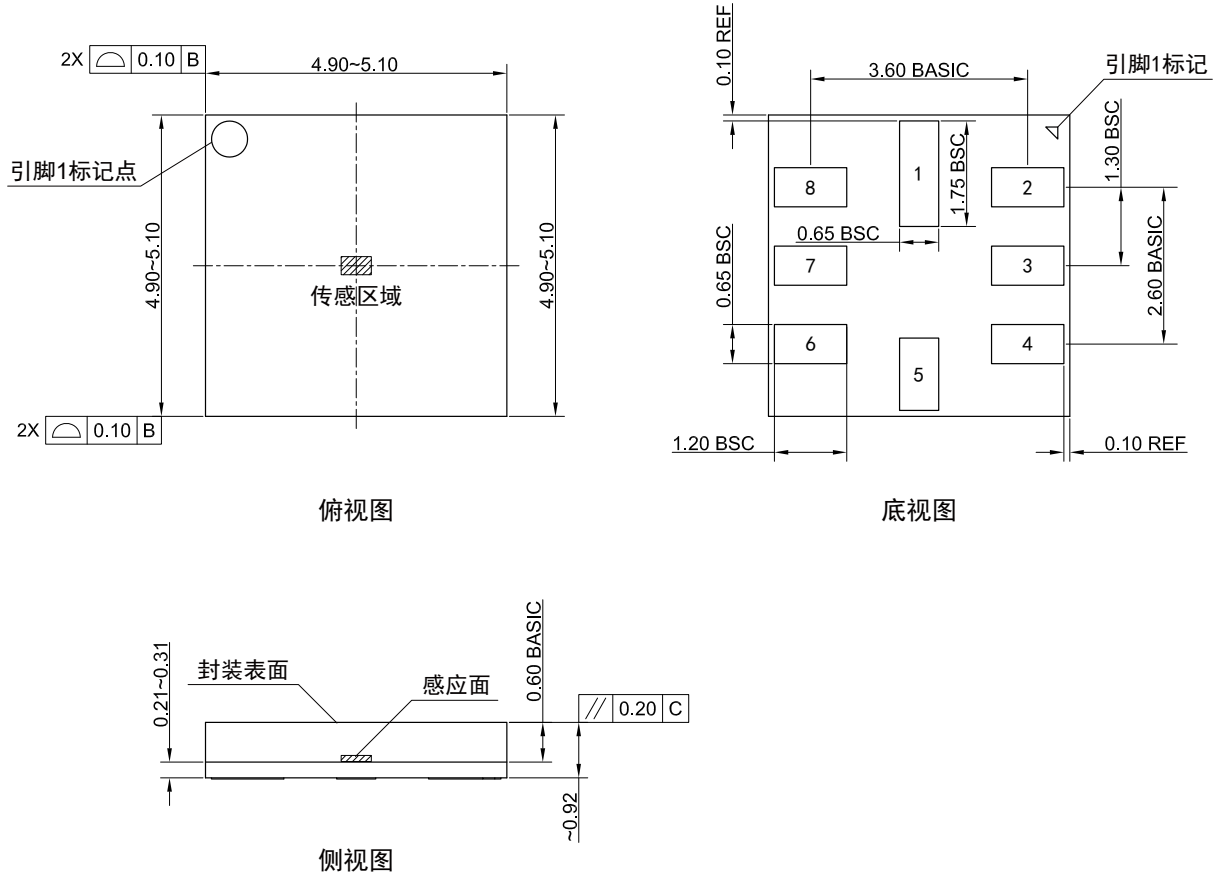 2X ⌓ 0.10 B
4.90~5.10
引脚1标记点
4.90~5.10
4.90~5.10
传感区域
2X ⌓ 0.10 B
俯视图
0.10 REF
3.60 BASIC
引脚1标记
1.30 BSC
1
1.75 BSC
8
2
0.65 BSC
0.65 BSC
7
3
2.60 BASIC
6
4
5
1.20 BSC
0.10 REF
底视图
0.21~0.31
封装表面
感应面
0.60 BASIC
// 0.20 C
~0.92
侧视图